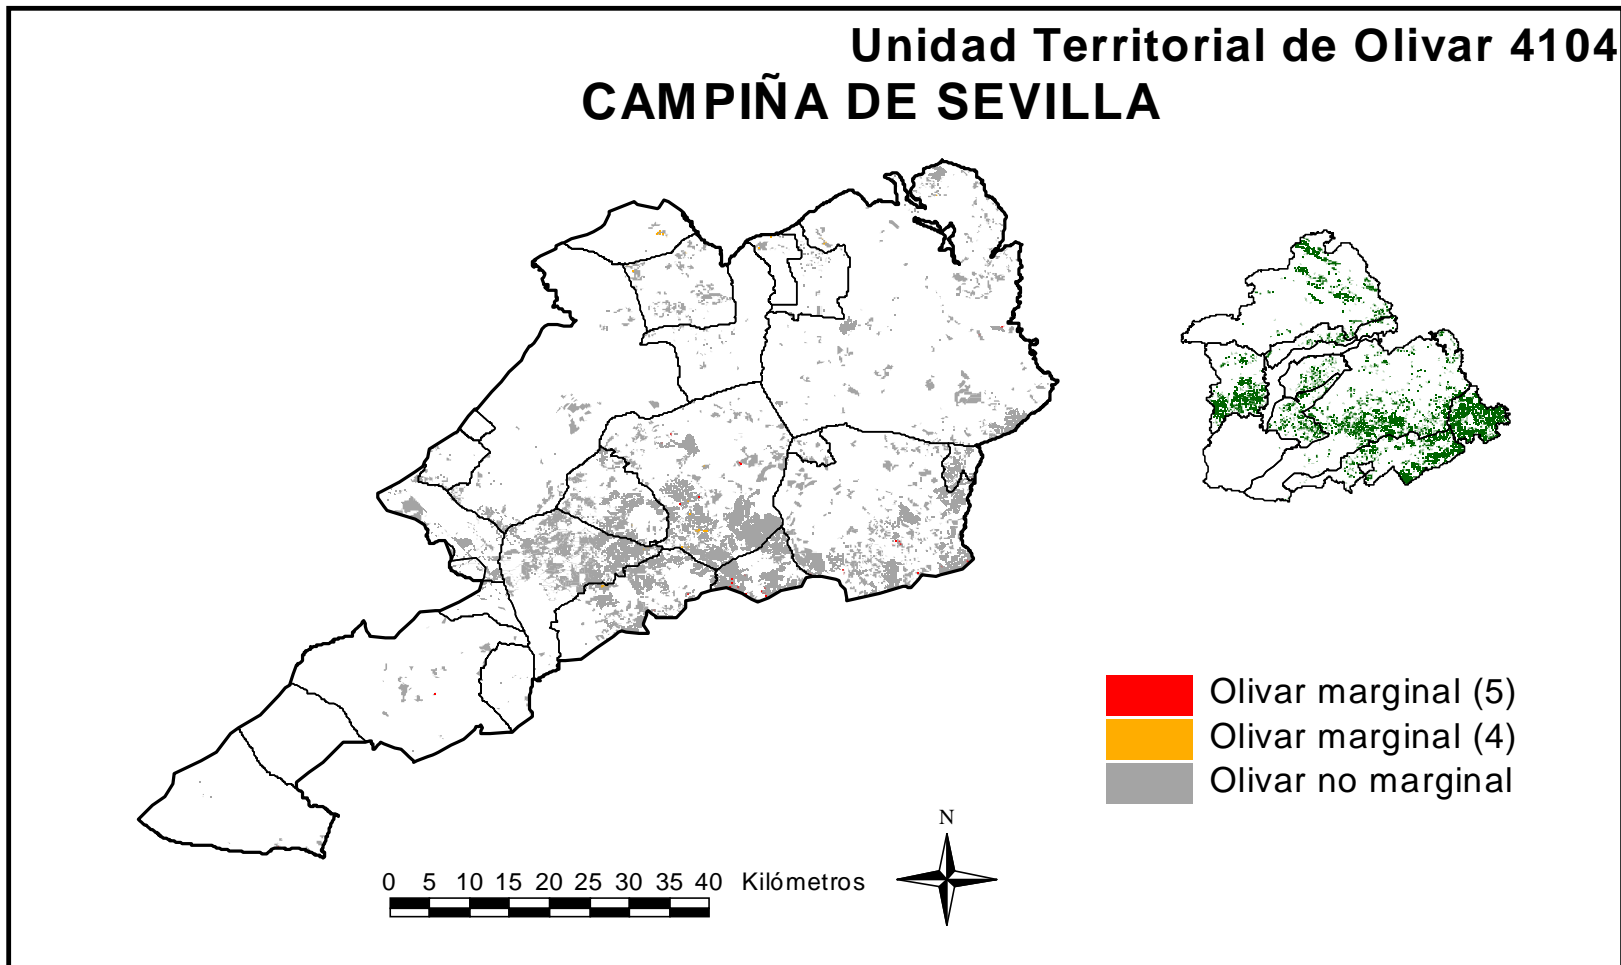 Unidad Territorial de Olivar 4104
CAMPIÑA DE SEVILLA
Olivar marginal (5)
Olivar marginal (4)
Olivar no marginal
N
0 5 10 15 20 25 30 35 40 Kilómetros